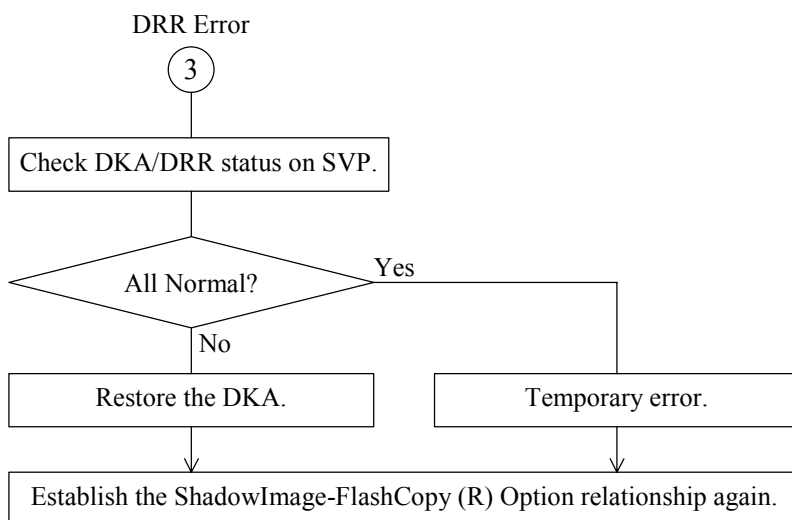 DRR Error
3
Check DKA/DRR status on SVP.
All Normal?
Yes
No
Restore the DKA.
Temporary error.
Establish the ShadowImage-FlashCopy (R) Option relationship again.